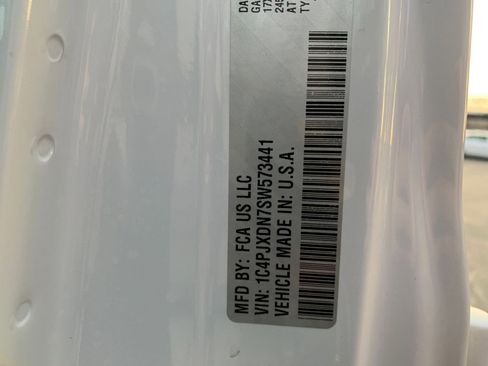 MFD BY: FCA US LLC
VIN: 1C4PJXDN7SW573441
VEHICLE MADE IN: U.S.A.